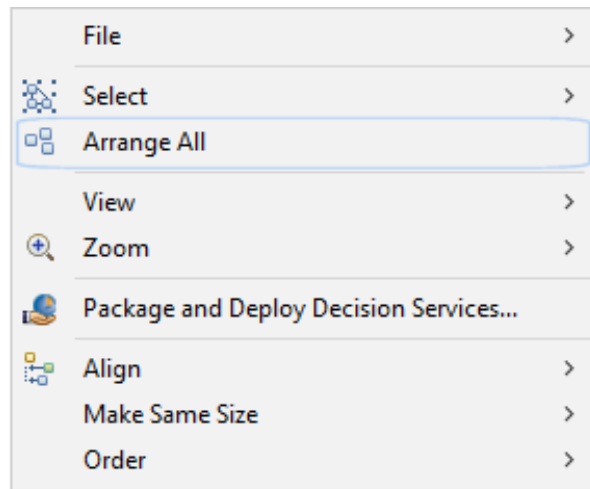 File
Select
Arrange All
View
Zoom
Package and Deploy Decision Services...
Align
Make Same Size
Order